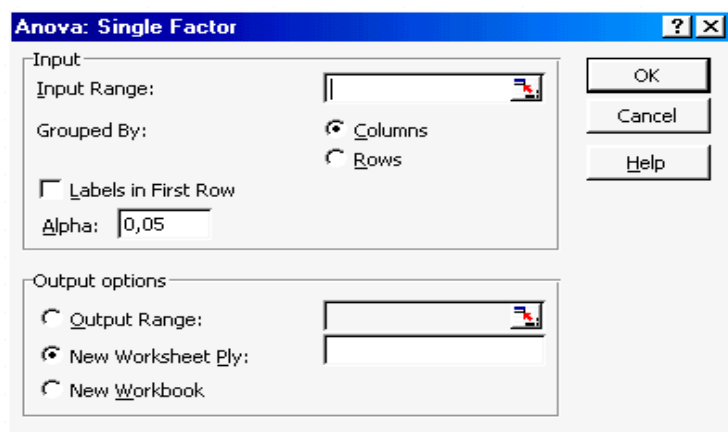 Anova: Single Factor
Input
Input Range:
OK
Grouped By:
Columns
Cancel
Rows
Help
Labels in First Row
Alpha: 0,05
Output options
Output Range:
New Worksheet Ply:
New Workbook